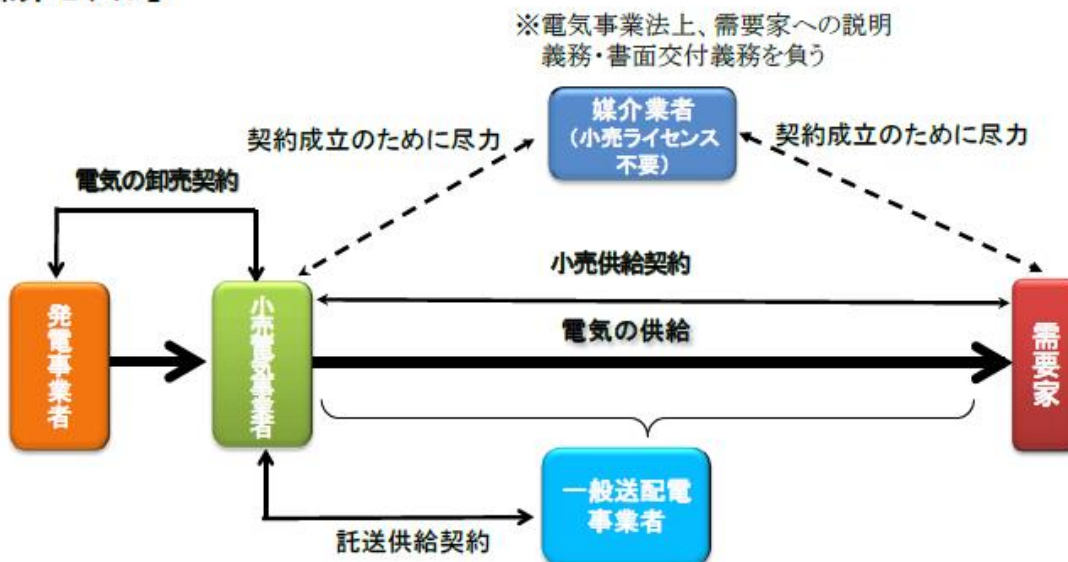 ※電気事業法上、需要家への説明
義務・書面交付義務を負う
媒介業者
(小売ライセンス
不要)
契約成立のために尽力
契約成立のために尽力
電気の卸売契約
小売供給契約
電気の供給
発電事業者
小売電気事業者
需要家
一般送配電
事業者
託送供給契約